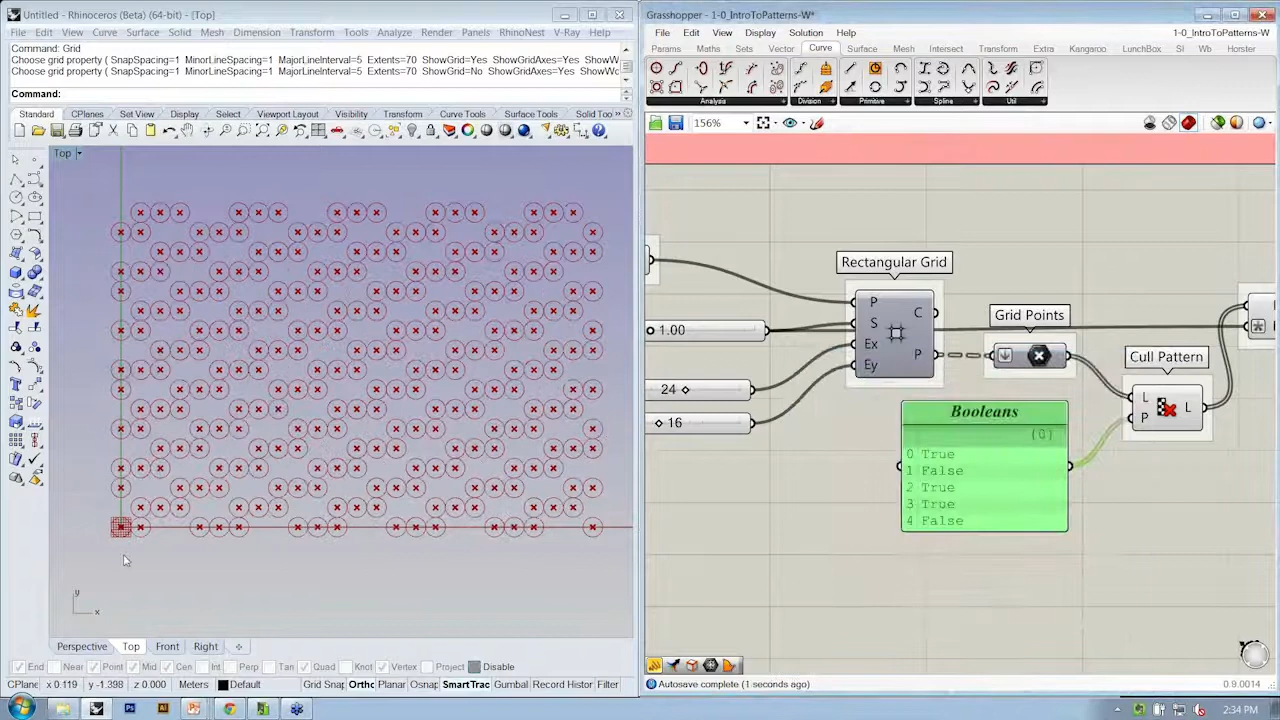 Untitled - Rhinoceros (Beta) (64-bit) - [Top]
File Edit View Curve Surface Solid Mesh Dimension Transform Tools Analyze Render Panels RhinoNest V-Ray Help
Command: Grid
Choose grid property ( SnapSpacing=1 MinorLineSpacing=1 MajorLineInterval=5 Extents=70 ShowGrid=Yes ShowGridAxes=Yes ShowWo
Choose grid property ( SnapSpacing=1 MinorLineSpacing=1 MajorLineInterval=5 Extents=70 ShowGrid=No ShowGridAxes=Yes ShowWo
Command:
Standard CPlanes Set View Display Select Viewport Layout Visibility Transform Curve Tools Surface Tools Solid Too »
Top
y
x
Perspective Top Front Right
End Near Point Mid Cen Int Perp Tan Quad Knot Vertex Project Disable
CPlane x 0.119 y -1.398 z 0.000 Meters Default Grid Snap Ortho Planar Osnap SmartTrac Gumbal Record Histor Filter
Grasshopper - 1-0_IntroToPatterns-W*
File Edit View Display Solution Help 1-0_IntroToPatterns-W
Params Maths Sets Vector Curve Surface Mesh Intersect Transform Extra Kangaroo LunchBox SI Wb Horster
Analysis Division Primitive Spline Util
156%
Rectangular Grid
P C
S
Ex
Ey P
1.00
24
16
Grid Points
Cull Pattern
L L
P
Booleans
{0}
0 True
1 False
2 True
3 True
4 False
Autosave complete (1 seconds ago) 0.9.0014
2:34 PM